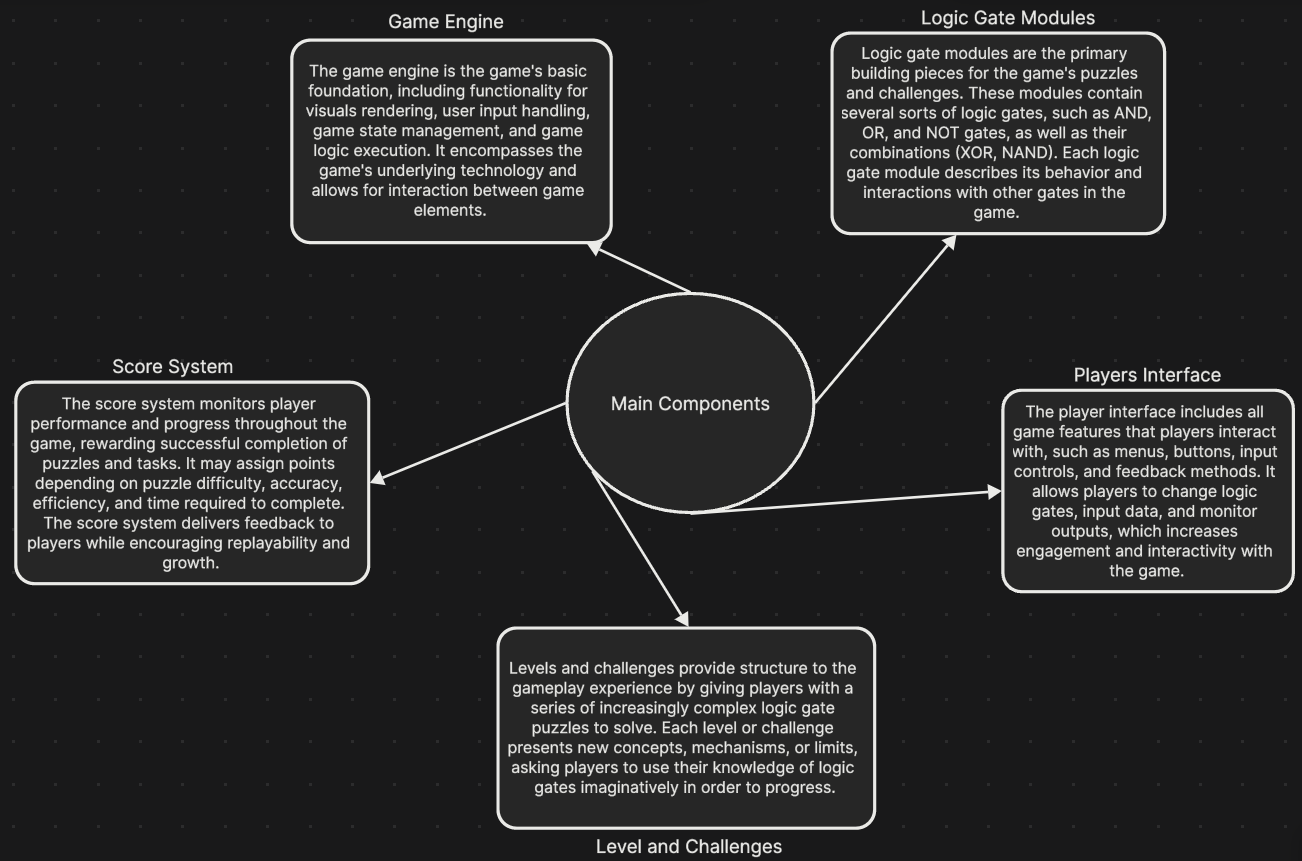 Game Engine
The game engine is the game's basic
foundation, including functionality for
visuals rendering, user input handling,
game state management, and game
logic execution. It encompasses the
game's underlying technology and
allows for interaction between game
elements.
Logic Gate Modules
Logic gate modules are the primary
building pieces for the game's puzzles
and challenges. These modules contain
several sorts of logic gates, such as AND,
OR, and NOT gates, as well as their
combinations (XOR, NAND). Each logic
gate module describes its behavior and
interactions with other gates in the
game.
Main Components
Score System
The score system monitors player
performance and progress throughout the
game, rewarding successful completion of
puzzles and tasks. It may assign points
depending on puzzle difficulty, accuracy,
efficiency, and time required to complete.
The score system delivers feedback to
players while encouraging replayability and
growth.
Players Interface
The player interface includes all
game features that players interact
with, such as menus, buttons, input
controls, and feedback methods. It
allows players to change logic
gates, input data, and monitor
outputs, which increases
engagement and interactivity with
the game.
Levels and challenges provide structure to the
gameplay experience by giving players with a
series of increasingly complex logic gate
puzzles to solve. Each level or challenge
presents new concepts, mechanisms, or limits,
asking players to use their knowledge of logic
gates imaginatively in order to progress.
Level and Challenges